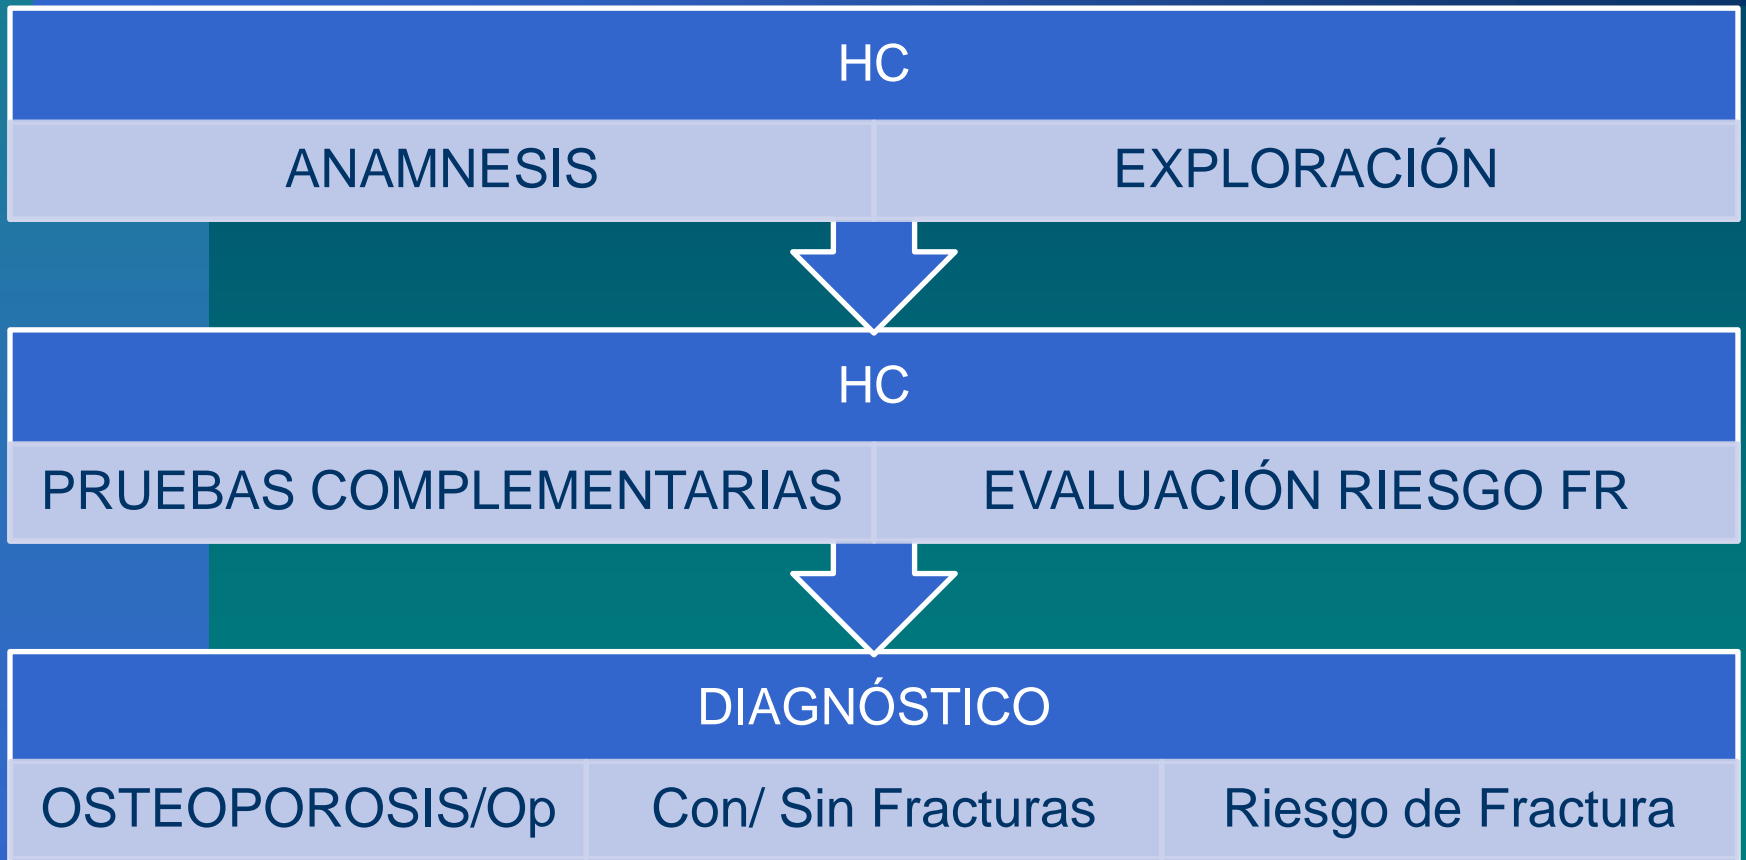 HC
ANAMNESIS
EXPLORACIÓN
HC
PRUEBAS COMPLEMENTARIAS
EVALUACIÓN RIESGO FR
DIAGNÓSTICO
OSTEOPOROSIS/Op
Con/ Sin Fracturas
Riesgo de Fractura